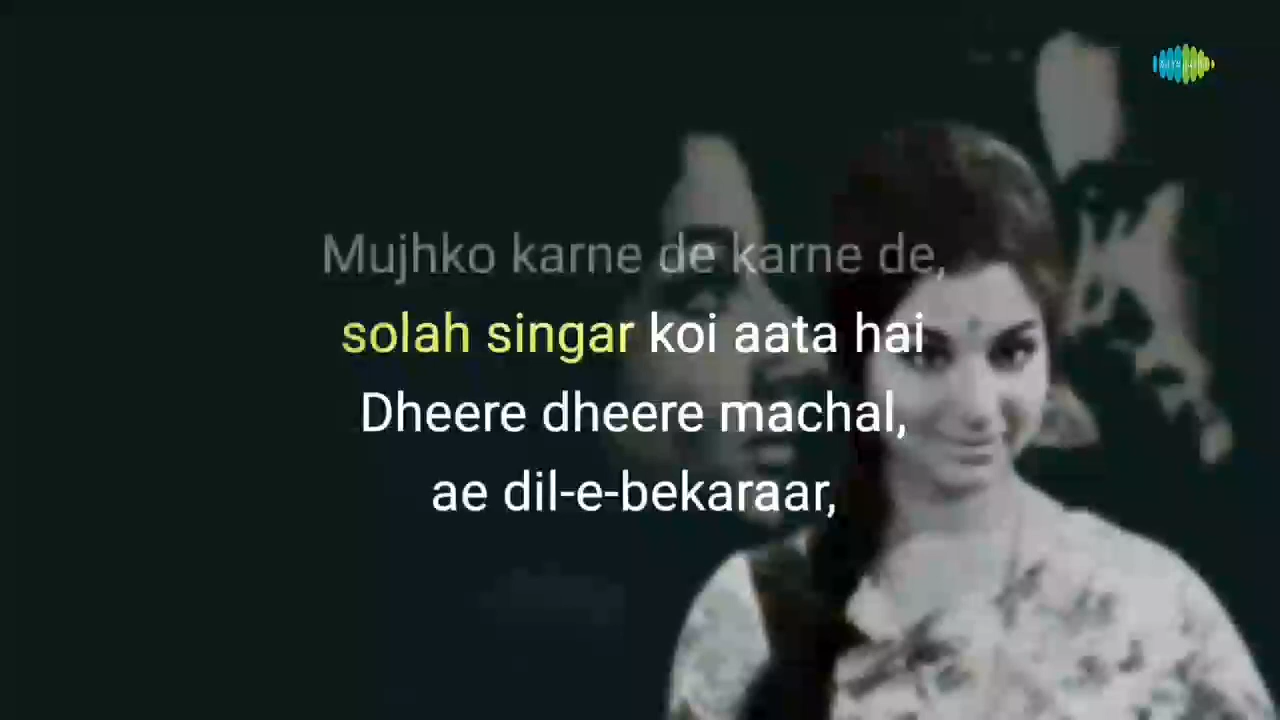 Mujhko karne de karne de,
solah singar koi aata hai
Dheere dheere machal,
ae dil-e-bekaraar,